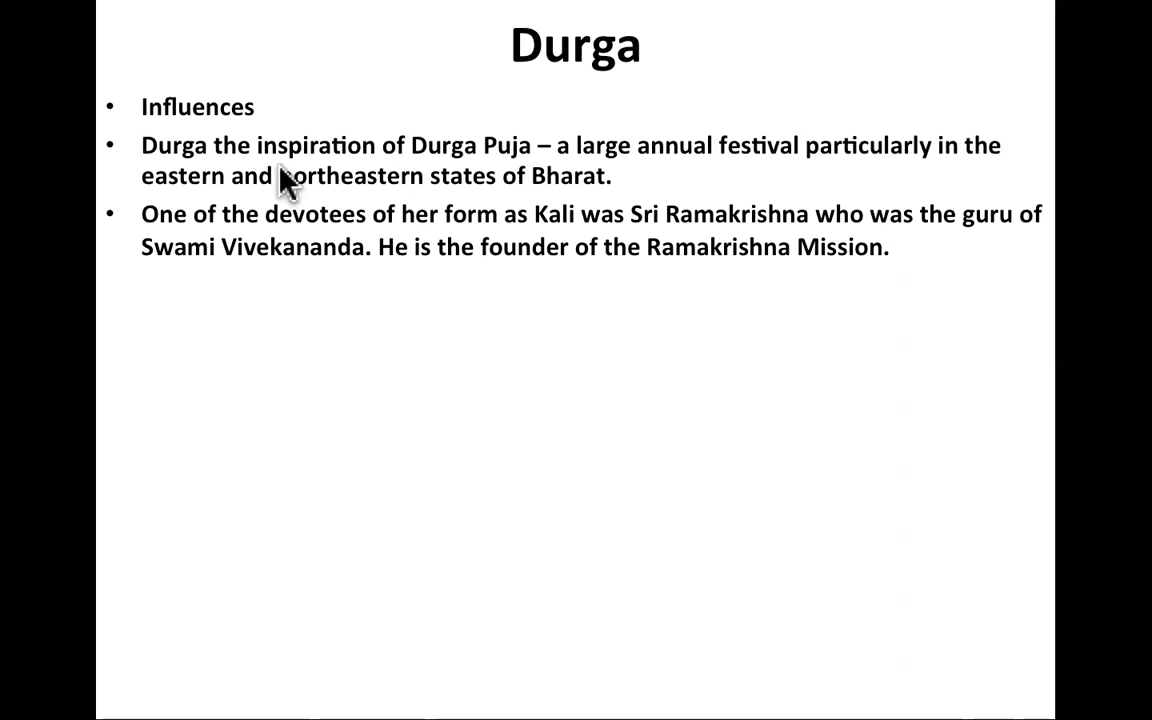 Durga
• Influences
• Durga the inspiration of Durga Puja – a large annual festival particularly in the
eastern and northeastern states of Bharat.
• One of the devotees of her form as Kali was Sri Ramakrishna who was the guru of
Swami Vivekananda. He is the founder of the Ramakrishna Mission.